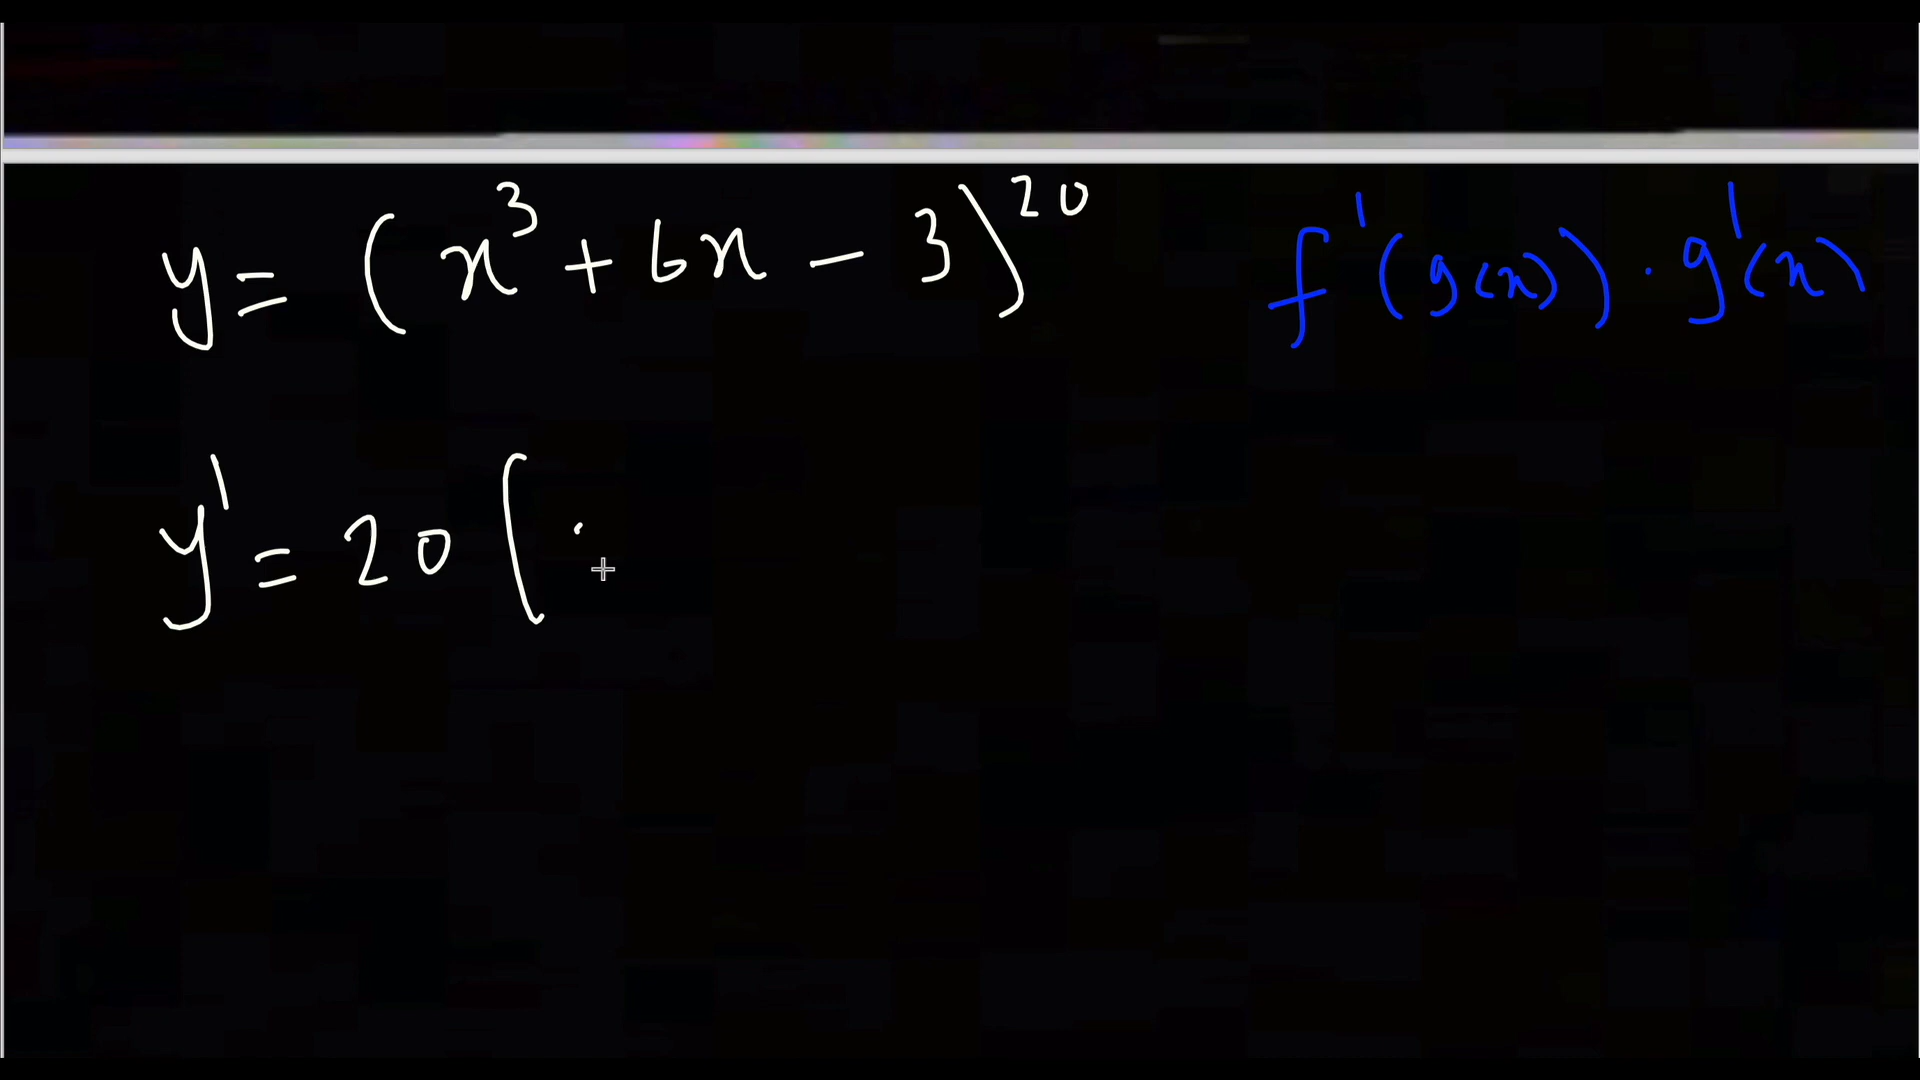 y = (x³ + 6x - 3)²⁰
f'(g(x)) · g'(x)
y' = 20 (